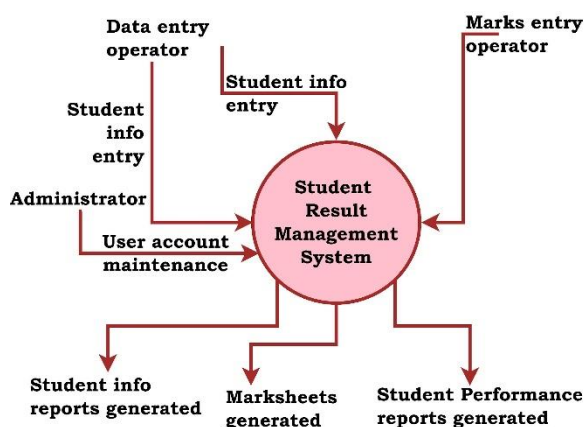 Data entry
operator
Marks entry
operator
Student info
entry
Student
info
entry
Administrator
User account
maintenance
Student
Result
Management
System
Student info
reports generated
Marksheets
generated
Student Performance
reports generated